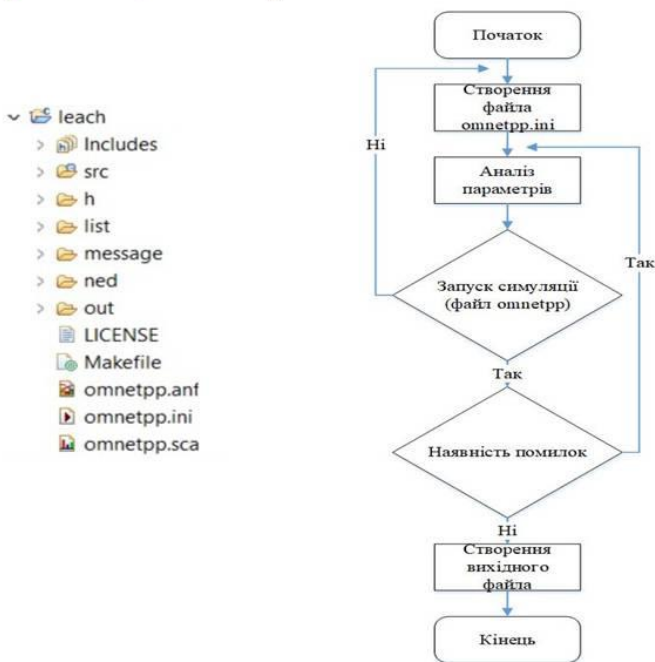 leach
Includes
src
h
list
message
ned
out
LICENSE
Makefile
omnetpp.anf
omnetpp.ini
omnetpp.sca
Початок
Створення
файла
omnetpp.ini
Ні
Аналіз
параметрів
Так
Запуск симуляції
(файл omnetpp)
Так
Наявність помилок
Ні
Створення
вихідного
файла
Кінець